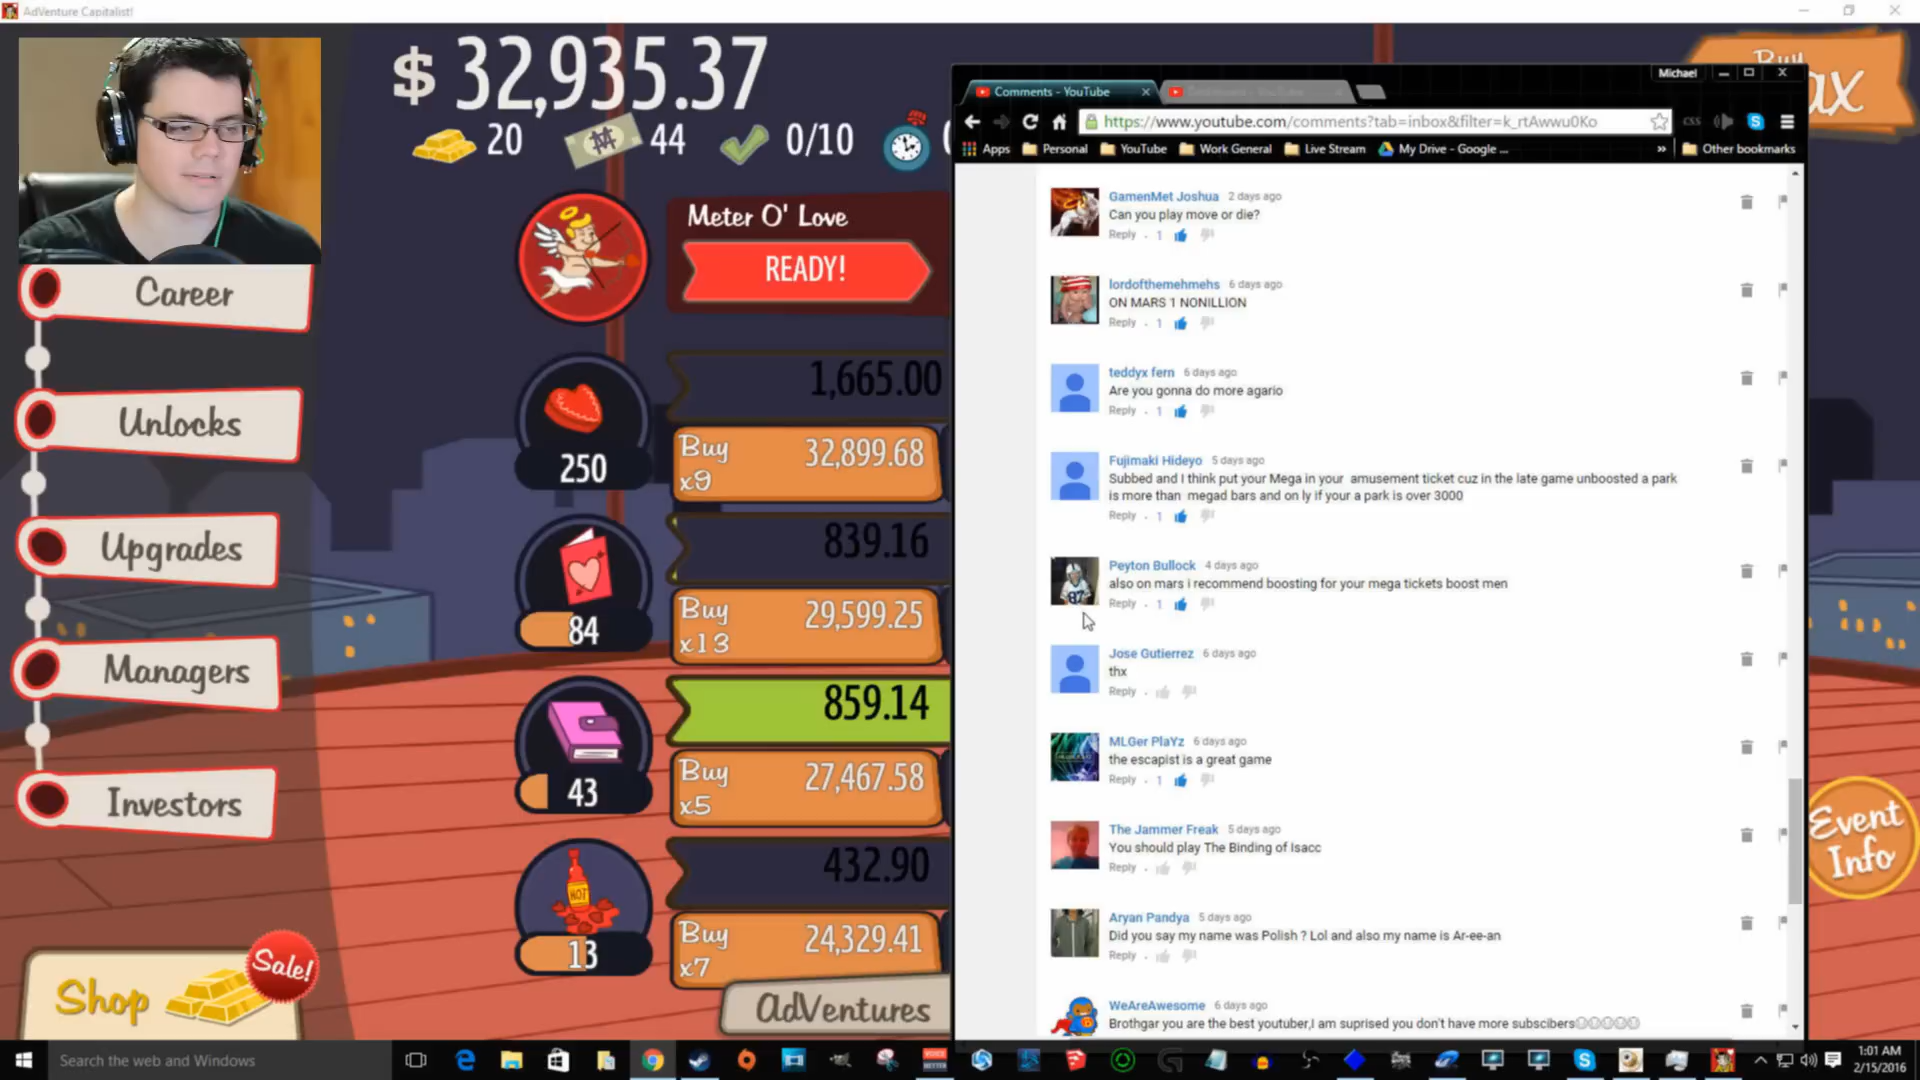 AdVenture Capitalist!
$ 32,935.37
20
44
0/10
Buy
Meter O' Love
READY!
Career
Unlocks
Upgrades
Managers
Investors
Shop
Sale!
250
1,665.00
Buy x9
32,899.68
84
839.16
Buy x13
29,599.25
43
859.14
Buy x5
27,467.58
HOT
13
432.90
Buy x7
24,329.41
AdVentures
Event Info
Michael
Comments - YouTube
https://www.youtube.com/comments?tab=inbox&filter=k_rtAwwu0Ko
Apps Personal YouTube Work General Live Stream My Drive - Google ... » Other bookmarks
GamenMet Joshua 2 days ago
Can you play move or die?
Reply · 1
lordofthemehmehs 6 days ago
ON MARS 1 NONILLION
Reply · 1
teddyx fern 6 days ago
Are you gonna do more agario
Reply · 1
Fujimaki Hideyo 5 days ago
Subbed and I think put your Mega in your amusement ticket cuz in the late game unboosted a park
is more than megad bars and on ly if your a park is over 3000
Reply · 1
Peyton Bullock 4 days ago
also on mars i recommend boosting for your mega tickets boost men
Reply · 1
Jose Gutierrez 6 days ago
thx
Reply ·
MLGer PlaYz 6 days ago
the escapist is a great game
Reply · 1
The Jammer Freak 5 days ago
You should play The Binding of Isacc
Reply ·
Aryan Pandya 5 days ago
Did you say my name was Polish ? Lol and also my name is Ar-ee-an
Reply ·
WeAreAwesome 6 days ago
Brothgar you are the best youtuber,I am suprised you don't have more subscibers
Search the web and Windows
1:01 AM
2/15/2016